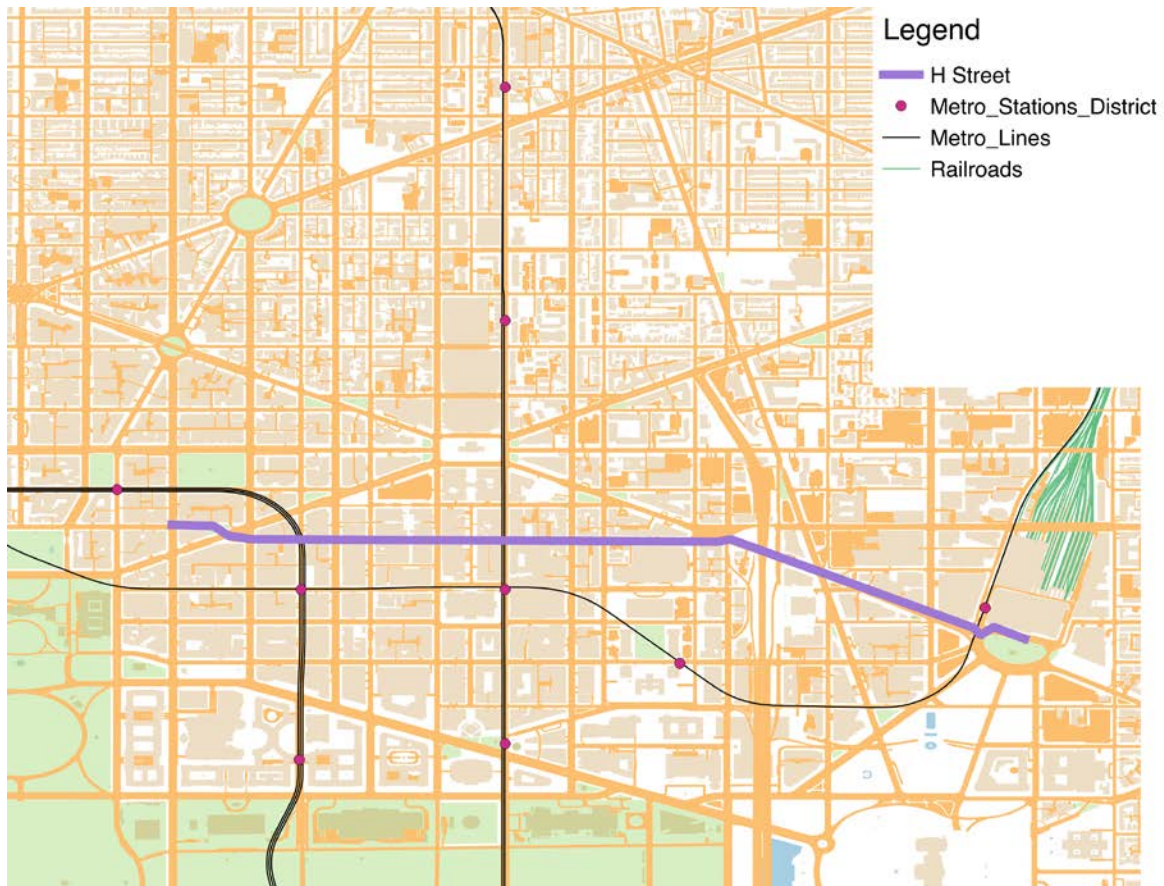 Legend
H Street
Metro_Stations_District
Metro_Lines
Railroads